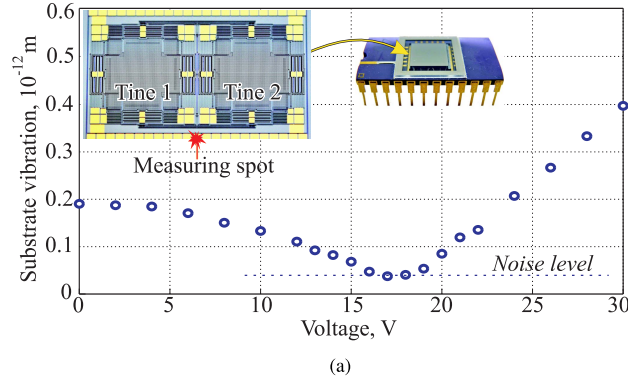 0.6
0.5
0.4
0.3
0.2
0.1
0
Substrate vibration, 10⁻¹² m
Tine 1
Tine 2
Measuring spot
Noise level
0 5 10 15 20 25 30
Voltage, V
(a)